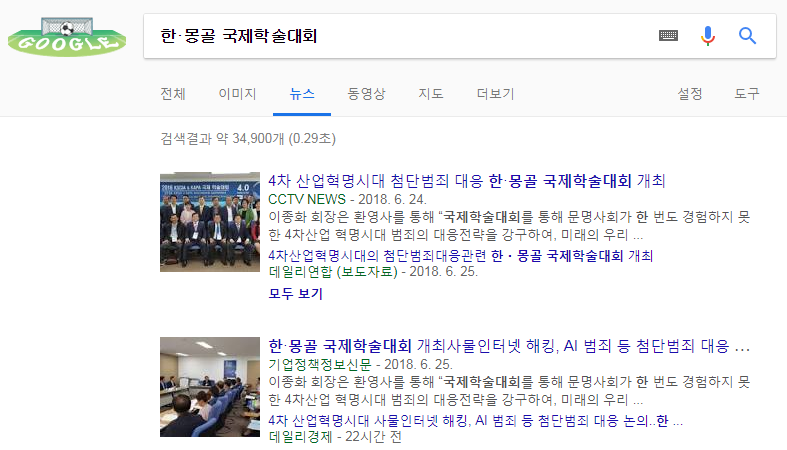 GOOGLE
한·몽골 국제학술대회
전체 이미지 뉴스 동영상 지도 더보기 설정 도구
검색결과 약 34,900개 (0.29초)
4차 산업혁명시대 첨단범죄 대응 한·몽골 국제학술대회 개최
CCTV NEWS - 2018. 6. 24.
이종화 회장은 환영사를 통해 “국제학술대회를 통해 문명사회가 한 번도 경험하지 못
한 4차산업 혁명시대 범죄의 대응전략을 강구하여, 미래의 우리 ...
4차산업혁명시대의 첨단범죄대응관련 한・몽골 국제학술대회 개최
데일리연합 (보도자료) - 2018. 6. 25.
모두 보기
한·몽골 국제학술대회 개최사물인터넷 해킹, AI 범죄 등 첨단범죄 대응 ...
기업정책정보신문 - 2018. 6. 25.
이종화 회장은 환영사를 통해 “국제학술대회를 통해 문명사회가 한 번도 경험하지 못
한 4차산업 혁명시대 범죄의 대응전략을 강구하여, 미래의 우리 ...
4차 산업혁명시대 사물인터넷 해킹, AI 범죄 등 첨단범죄 대응 논의..한 ...
데일리경제 - 22시간 전